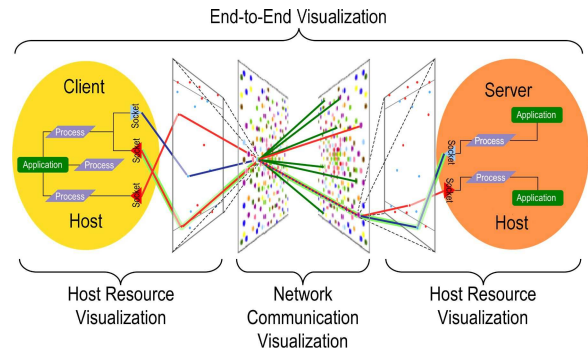 End-to-End Visualization
Client
Process
Socket
Socket
Application
Process
Process
Socket
Host
Server
Application
Socket
Process
Process
Socket
Application
Host
Host Resource
Visualization
Network
Communication
Visualization
Host Resource
Visualization